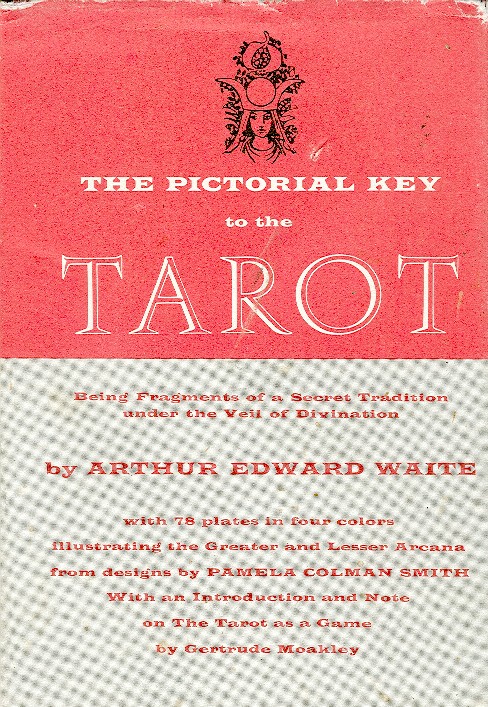 THE PICTORIAL KEY
to the
TAROT
Being Fragments of a Secret Tradition
under the Veil of Divination
by ARTHUR EDWARD WAITE
with 78 plates in four colors
illustrating the Greater and Lesser Arcana
from designs by PAMELA COLMAN SMITH
With an Introduction and Note
on The Tarot as a Game
by Gertrude Moakley